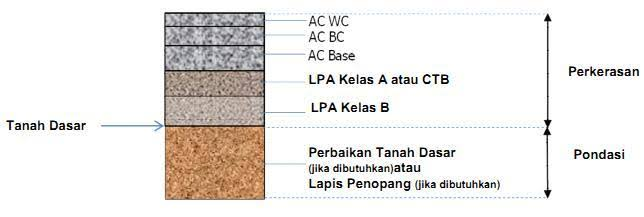 AC WC
AC BC
AC Base
LPA Kelas A atau CTB
Perkerasan
LPA Kelas B
Tanah Dasar
Perbaikan Tanah Dasar
(jika dibutuhkan)atau
Lapis Penopang (jika dibutuhkan)
Pondasi